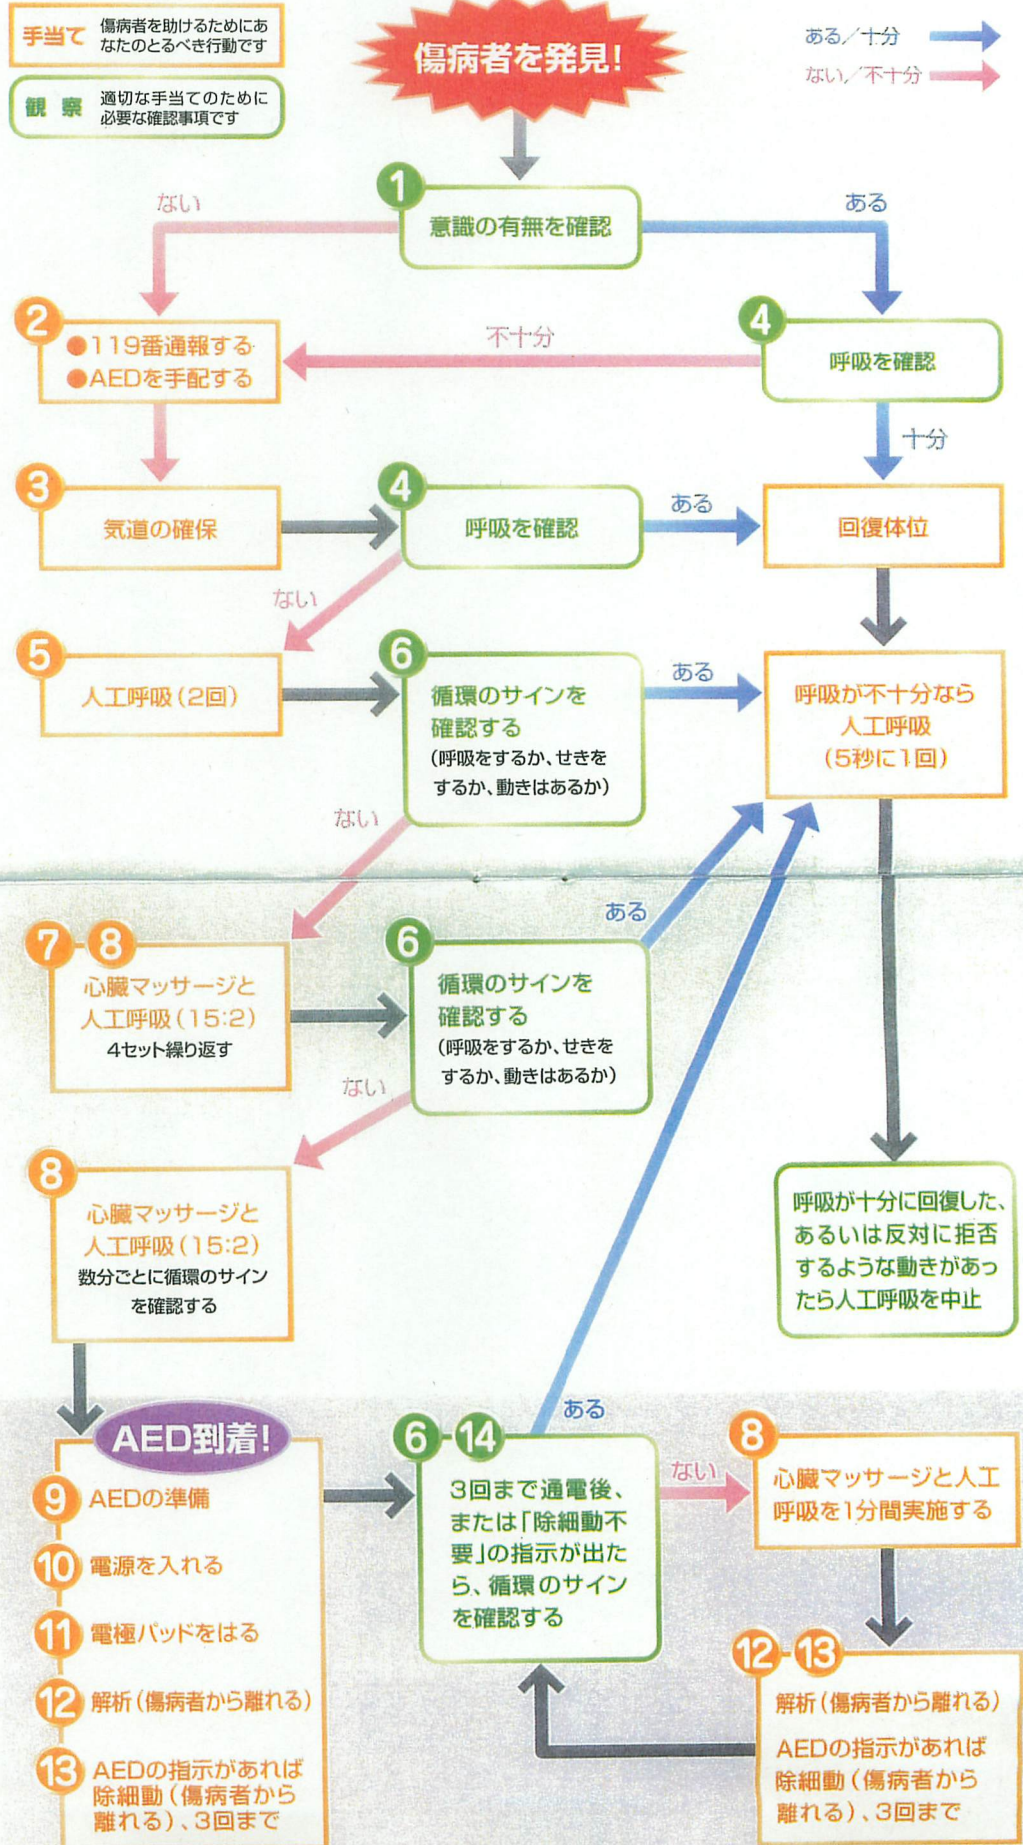 手当て
傷病者を助けるためにあ
なたのとるべき行動です
観 察
適切な手当てのために
必要な確認事項です
傷病者を発見!
ある/十分
ない/不十分
1
意識の有無を確認
ない
ある
2
●119番通報する
●AEDを手配する
不十分
4
呼吸を確認
十分
3
気道の確保
4
呼吸を確認
ある
回復体位
ない
5
人工呼吸(2回)
6
循環のサインを
確認する
(呼吸をするか、せきを
するか、動きはあるか)
ある
呼吸が不十分なら
人工呼吸
(5秒に1回)
ない
7-8
心臓マッサージと
人工呼吸(15:2)
4セット繰り返す
6
循環のサインを
確認する
(呼吸をするか、せきを
するか、動きはあるか)
ある
ない
8
心臓マッサージと
人工呼吸(15:2)
数分ごとに循環のサイン
を確認する
呼吸が十分に回復した、
あるいは反対に拒否
するような動きがあっ
たら人工呼吸を中止
AED到着!
9 AEDの準備
10 電源を入れる
11 電極パッドをはる
12 解析(傷病者から離れる)
13 AEDの指示があれば
除細動(傷病者から
離れる)、3回まで
6-14
3回まで通電後、
または「除細動不
要」の指示が出た
ら、循環のサイン
を確認する
ある
ない
8
心臓マッサージと人工
呼吸を1分間実施する
12-13
解析(傷病者から離れる)
AEDの指示があれば
除細動(傷病者から
離れる)、3回まで